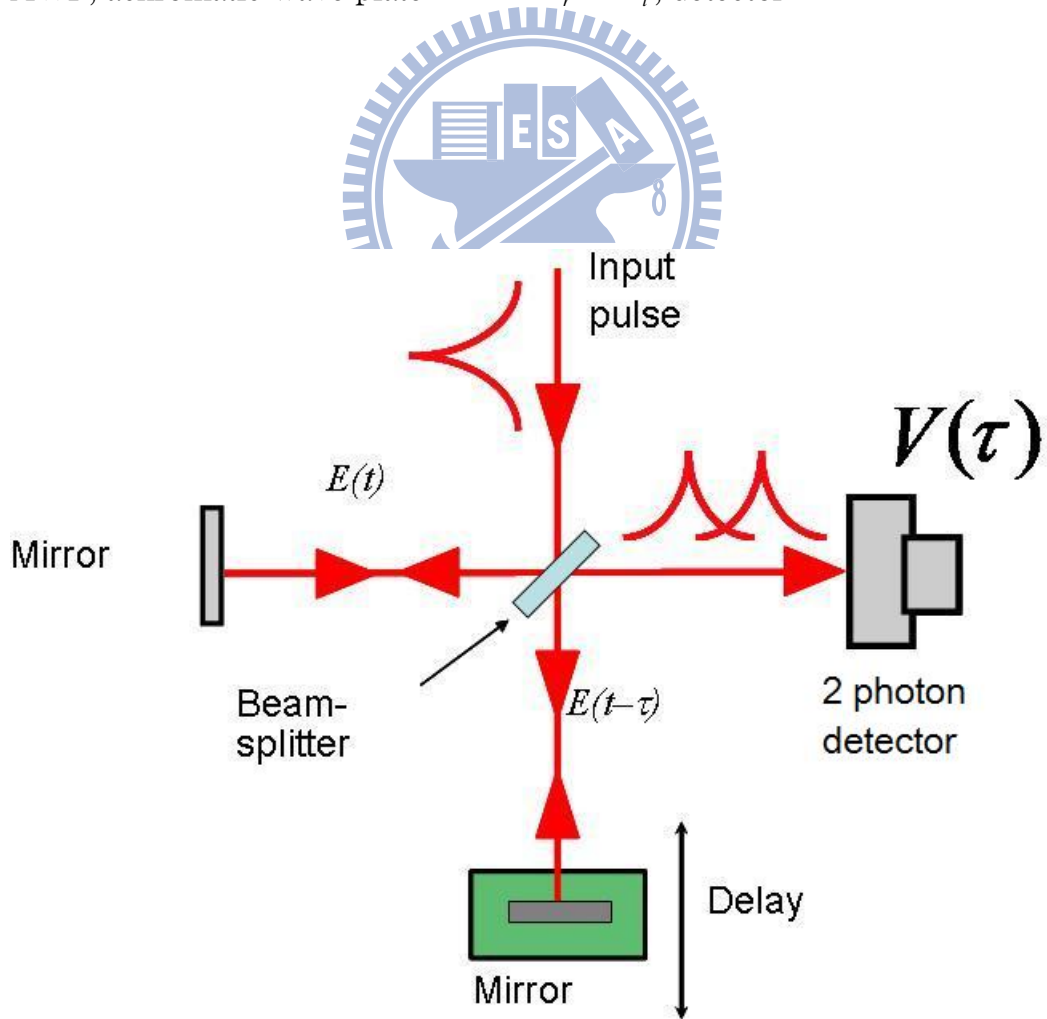 E S A
Input
pulse
V(τ)
E(t)
Mirror
Beam-
splitter
E(t−τ)
2 photon
detector
Delay
Mirror